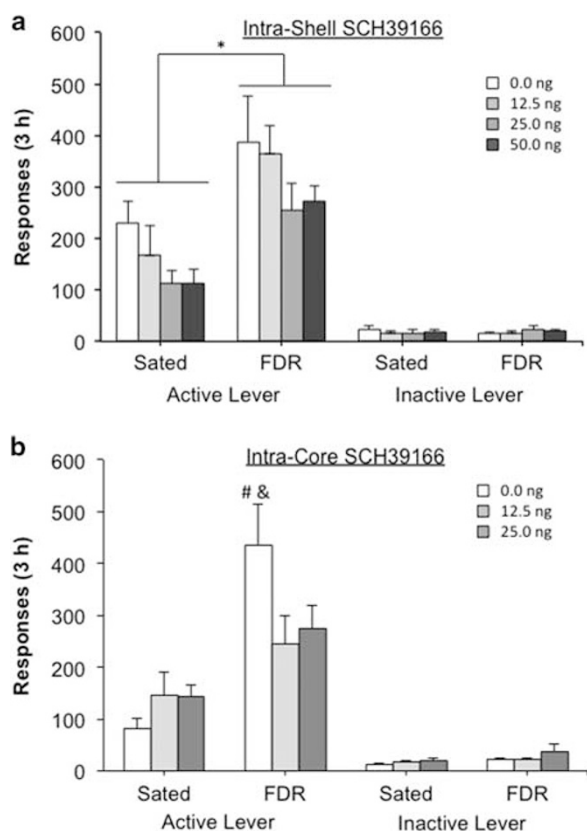 a
Intra-Shell SCH39166
600
500
400
300
200
100
0
Responses (3 h)
*
0.0 ng
12.5 ng
25.0 ng
50.0 ng
Sated FDR Sated FDR
Active Lever Inactive Lever
b
Intra-Core SCH39166
600
500
400
300
200
100
0
Responses (3 h)
# &
0.0 ng
12.5 ng
25.0 ng
Sated FDR Sated FDR
Active Lever Inactive Lever